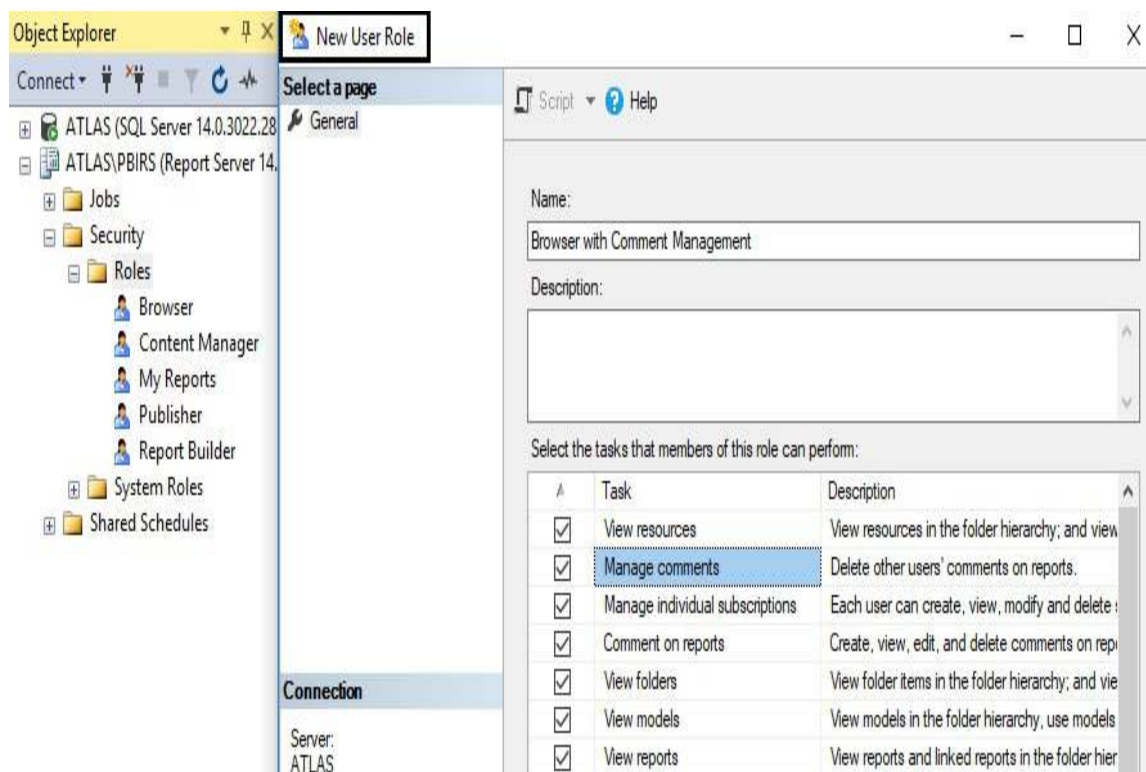 Object Explorer
Connect
ATLAS (SQL Server 14.0.3022.28
ATLAS\PBIRS (Report Server 14.
Jobs
Security
Roles
Browser
Content Manager
My Reports
Publisher
Report Builder
System Roles
Shared Schedules
New User Role
Select a page
General
Connection
Server:
ATLAS
Script
Help
Name:
Browser with Comment Management
Description:
Select the tasks that members of this role can perform:
Task Description
View resources View resources in the folder hierarchy; and view
Manage comments Delete other users' comments on reports.
Manage individual subscriptions Each user can create, view, modify and delete
Comment on reports Create, view, edit, and delete comments on rep
View folders View folder items in the folder hierarchy; and vie
View models View models in the folder hierarchy, use models
View reports View reports and linked reports in the folder hier